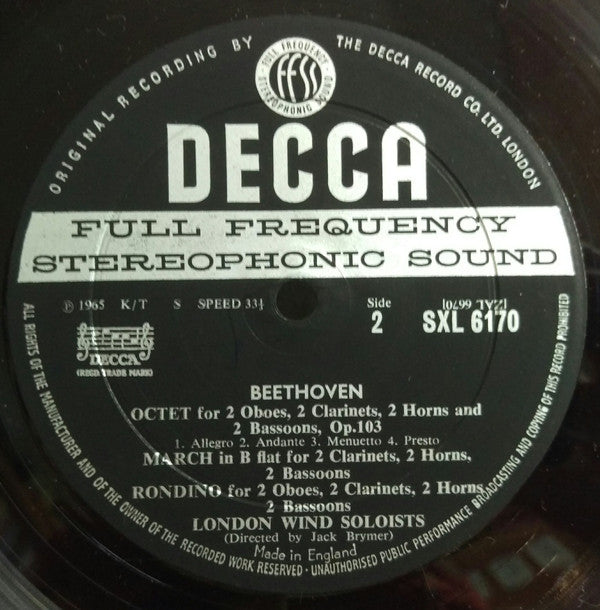 ORIGINAL RECORDING BY
THE DECCA RECORD CO. LTD. LONDON
FULL FREQUENCY
FFSS
STEREOPHONIC SOUND
DECCA
FULL FREQUENCY
STEREOPHONIC SOUND
℗ 1965 K/T S SPEED 33⅓
Side
2
[ZAL 6670]
SXL 6170
DECCA
(REGD. TRADE MARK)
BEETHOVEN
OCTET for 2 Oboes, 2 Clarinets, 2 Horns and
2 Bassoons, Op.103
1. Allegro 2. Andante 3. Menuetto 4. Presto
MARCH in B flat for 2 Clarinets, 2 Horns,
2 Bassoons
RONDINO for 2 Oboes, 2 Clarinets, 2 Horns,
2 Bassoons
LONDON WIND SOLOISTS
(Directed by Jack Brymer)
Made in England
ALL RIGHTS OF THE MANUFACTURER AND OF THE OWNER OF THE RECORDED WORK RESERVED · UNAUTHORISED PUBLIC PERFORMANCE BROADCASTING AND COPYING OF THIS RECORD PROHIBITED